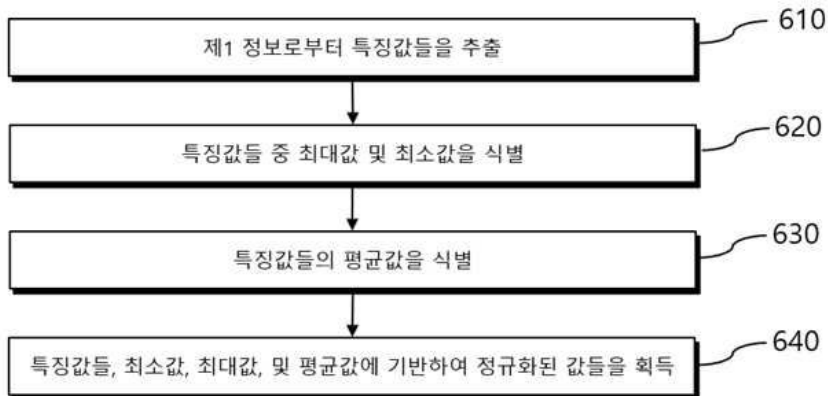 제1 정보로부터 특징값들을 추출
610
특징값들 중 최대값 및 최소값을 식별
620
특징값들의 평균값을 식별
630
특징값들, 최소값, 최대값, 및 평균값에 기반하여 정규화된 값들을 획득
640